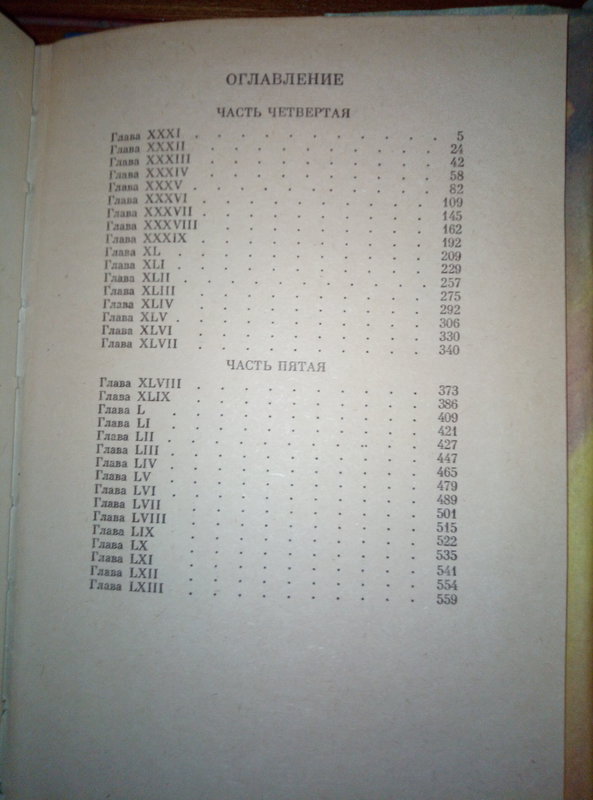 ОГЛАВЛЕНИЕ
ЧАСТЬ ЧЕТВЕРТАЯ
Глава XXXI . . . . . . . . . . . 5
Глава XXXII . . . . . . . . . . . 24
Глава XXXIII . . . . . . . . . . 42
Глава XXXIV . . . . . . . . . . 58
Глава XXXV . . . . . . . . . . . 82
Глава XXXVI . . . . . . . . . . 109
Глава XXXVII . . . . . . . . . . 145
Глава XXXVIII . . . . . . . . . 162
Глава XXXIX . . . . . . . . . . 192
Глава XL . . . . . . . . . . . 209
Глава XLI . . . . . . . . . . . 229
Глава XLII . . . . . . . . . . . 257
Глава XLIII . . . . . . . . . . 275
Глава XLIV . . . . . . . . . . 292
Глава XLV . . . . . . . . . . . 306
Глава XLVI . . . . . . . . . . 330
Глава XLVII . . . . . . . . . . 340
ЧАСТЬ ПЯТАЯ
Глава XLVIII . . . . . . . . . . 373
Глава XLIX . . . . . . . . . . 386
Глава L . . . . . . . . . . . 409
Глава LI . . . . . . . . . . . 421
Глава LII . . . . . . . . . . . 427
Глава LIII . . . . . . . . . . . 447
Глава LIV . . . . . . . . . . . 465
Глава LV . . . . . . . . . . . 479
Глава LVI . . . . . . . . . . . 489
Глава LVII . . . . . . . . . . 501
Глава LVIII . . . . . . . . . . 515
Глава LIX . . . . . . . . . . . 522
Глава LX . . . . . . . . . . . 535
Глава LXI . . . . . . . . . . . 541
Глава LXII . . . . . . . . . . 554
Глава LXIII . . . . . . . . . . 559